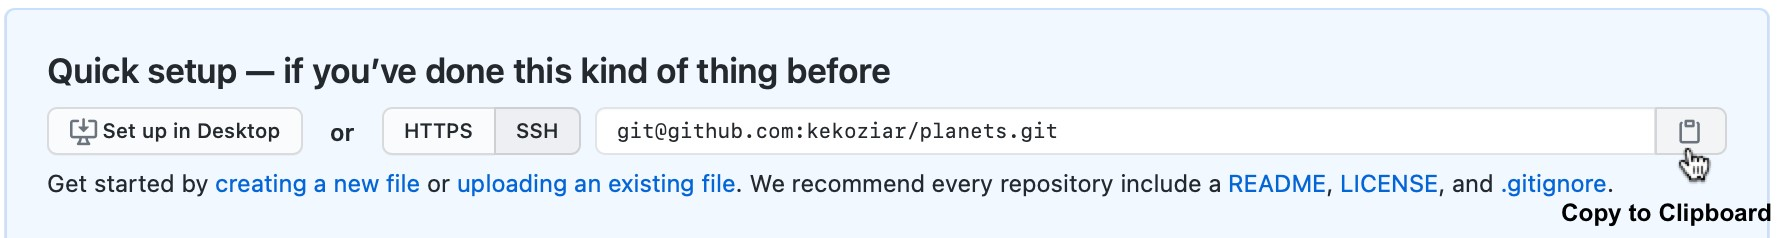 Quick setup — if you’ve done this kind of thing before
Set up in Desktop or HTTPS SSH git@github.com:kekoziar/planets.git
Get started by creating a new file or uploading an existing file. We recommend every repository include a README, LICENSE, and .gitignore.
Copy to Clipboard